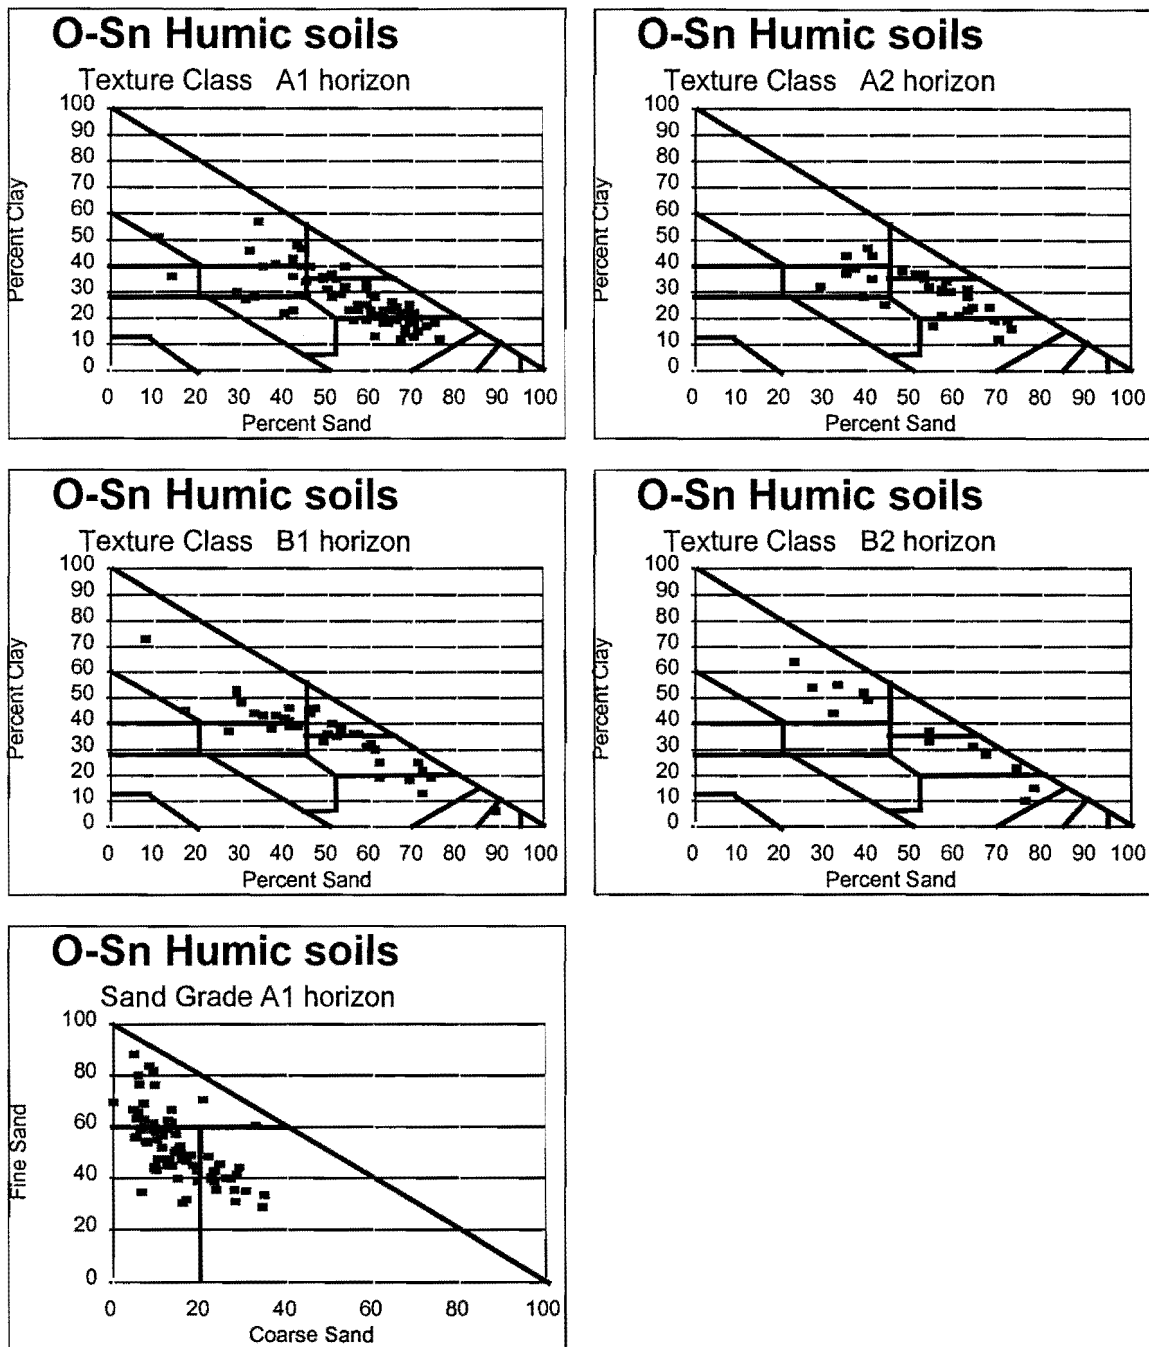 O-Sn Humic soils
Texture Class A1 horizon
100
90
80
70
60
50
40
30
20
10
0
Percent Clay
0 10 20 30 40 50 60 70 80 90 100
Percent Sand
O-Sn Humic soils
Texture Class A2 horizon
100
90
80
70
60
50
40
30
20
10
0
Percent Clay
0 10 20 30 40 50 60 70 80 90 100
Percent Sand
O-Sn Humic soils
Texture Class B1 horizon
100
90
80
70
60
50
40
30
20
10
0
Percent Clay
0 10 20 30 40 50 60 70 80 90 100
Percent Sand
O-Sn Humic soils
Texture Class B2 horizon
100
90
80
70
60
50
40
30
20
10
0
Percent Clay
0 10 20 30 40 50 60 70 80 90 100
Percent Sand
O-Sn Humic soils
Sand Grade A1 horizon
100
80
60
40
20
0
Fine Sand
0 20 40 60 80 100
Coarse Sand